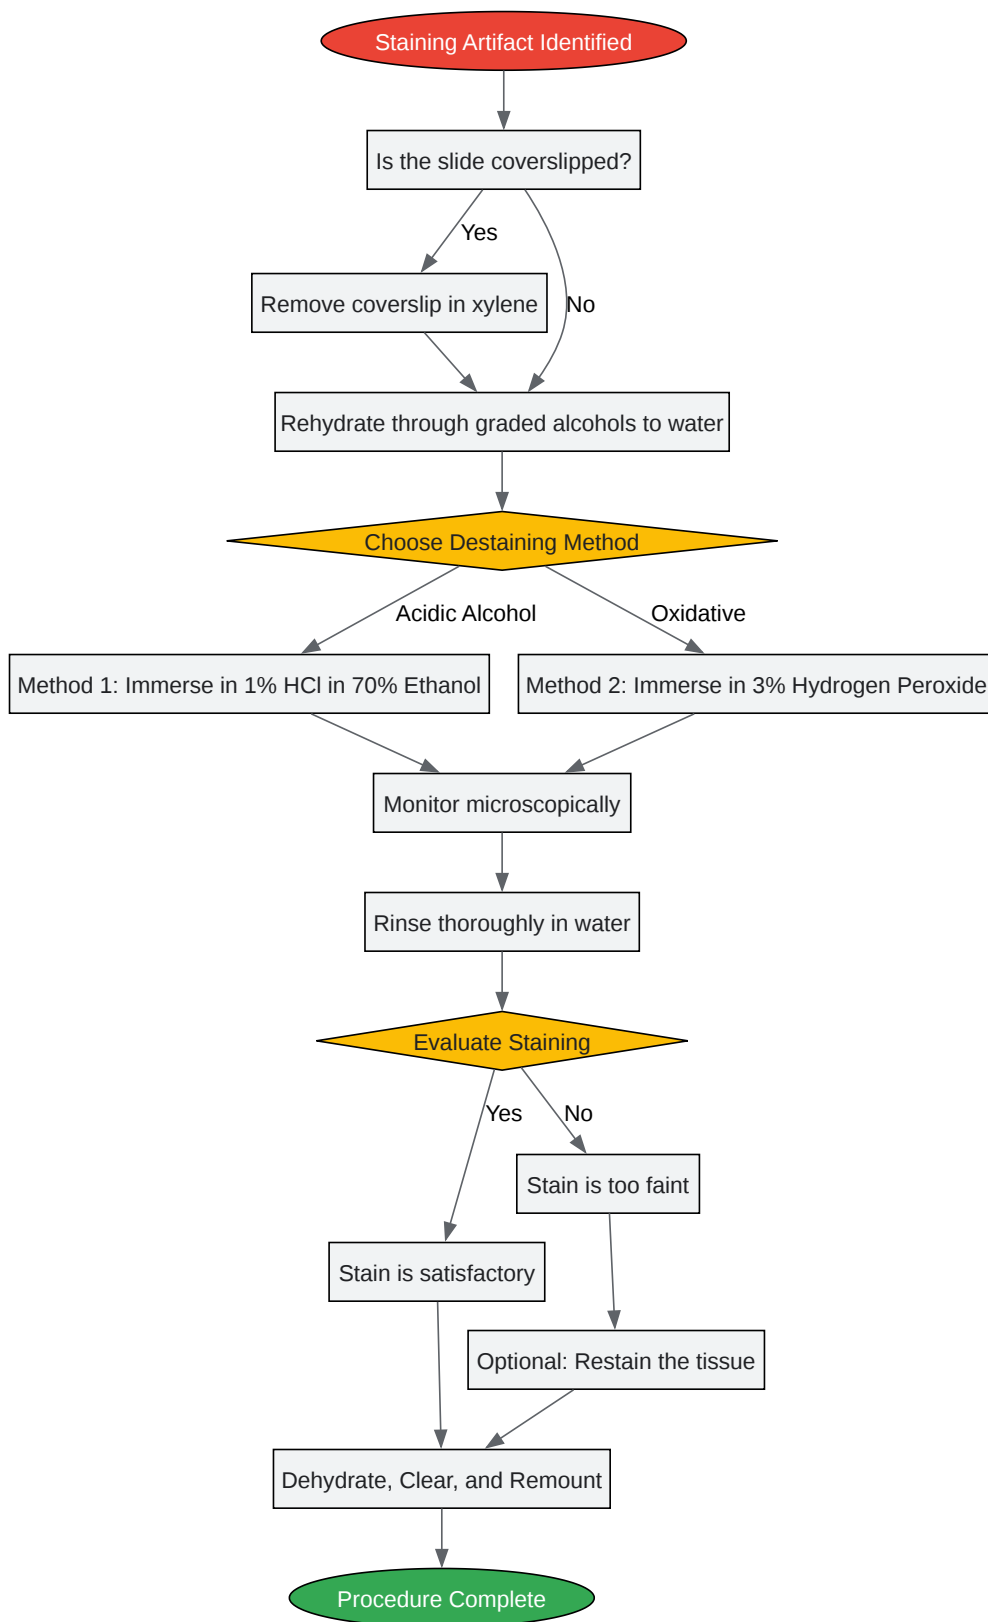 Staining Artifact Identified
Is the slide coverslipped?
Yes
Remove coverslip in xylene
No
Rehydrate through graded alcohols to water
Choose Destaining Method
Acidic Alcohol
Oxidative
Method 1: Immerse in 1% HCl in 70% Ethanol
Method 2: Immerse in 3% Hydrogen Peroxide
Monitor microscopically
Rinse thoroughly in water
Evaluate Staining
Yes
No
Stain is too faint
Stain is satisfactory
Optional: Restain the tissue
Dehydrate, Clear, and Remount
Procedure Complete